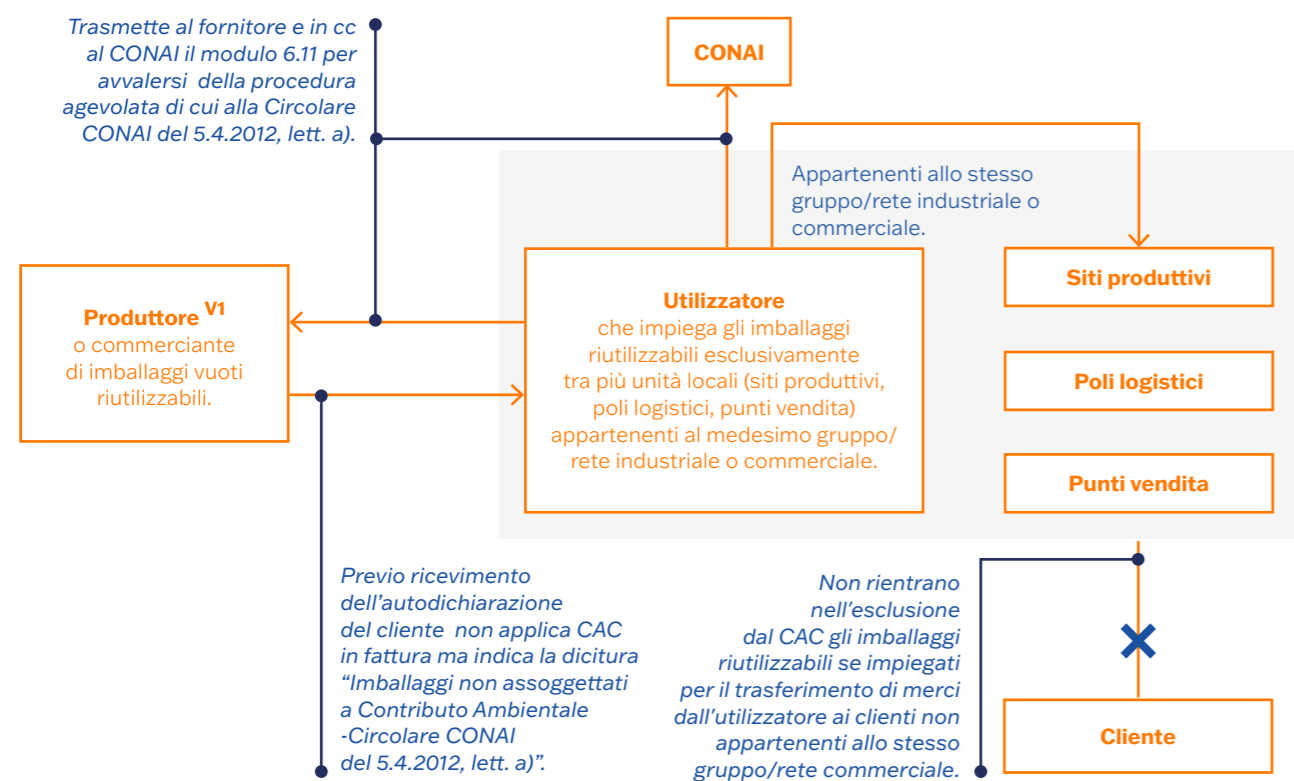 Trasmette al fornitore e in cc
al CONAI il modulo 6.11 per
avvalersi della procedura
agevolata di cui alla Circolare
CONAI del 5.4.2012, lett. a).
CONAI
Appartenenti allo stesso
gruppo/rete industriale o
commerciale.
Produttore V1
o commerciante
di imballaggi vuoti
riutilizzabili.
Utilizzatore
che impiega gli imballaggi
riutilizzabili esclusivamente
tra più unità locali (siti produttivi,
poli logistici, punti vendita)
appartenenti al medesimo gruppo/
rete industriale o commerciale.
Siti produttivi
Poli logistici
Punti vendita
Previo ricevimento
dell’autodichiarazione
del cliente non applica CAC
in fattura ma indica la dicitura
“Imballaggi non assoggettati
a Contributo Ambientale
-Circolare CONAI
del 5.4.2012, lett. a)”.
Non rientrano
nell’esclusione
dal CAC gli imballaggi
riutilizzabili se impiegati
per il trasferimento di merci
dall’utilizzatore ai clienti non
appartenenti allo stesso
gruppo/rete commerciale.
Cliente